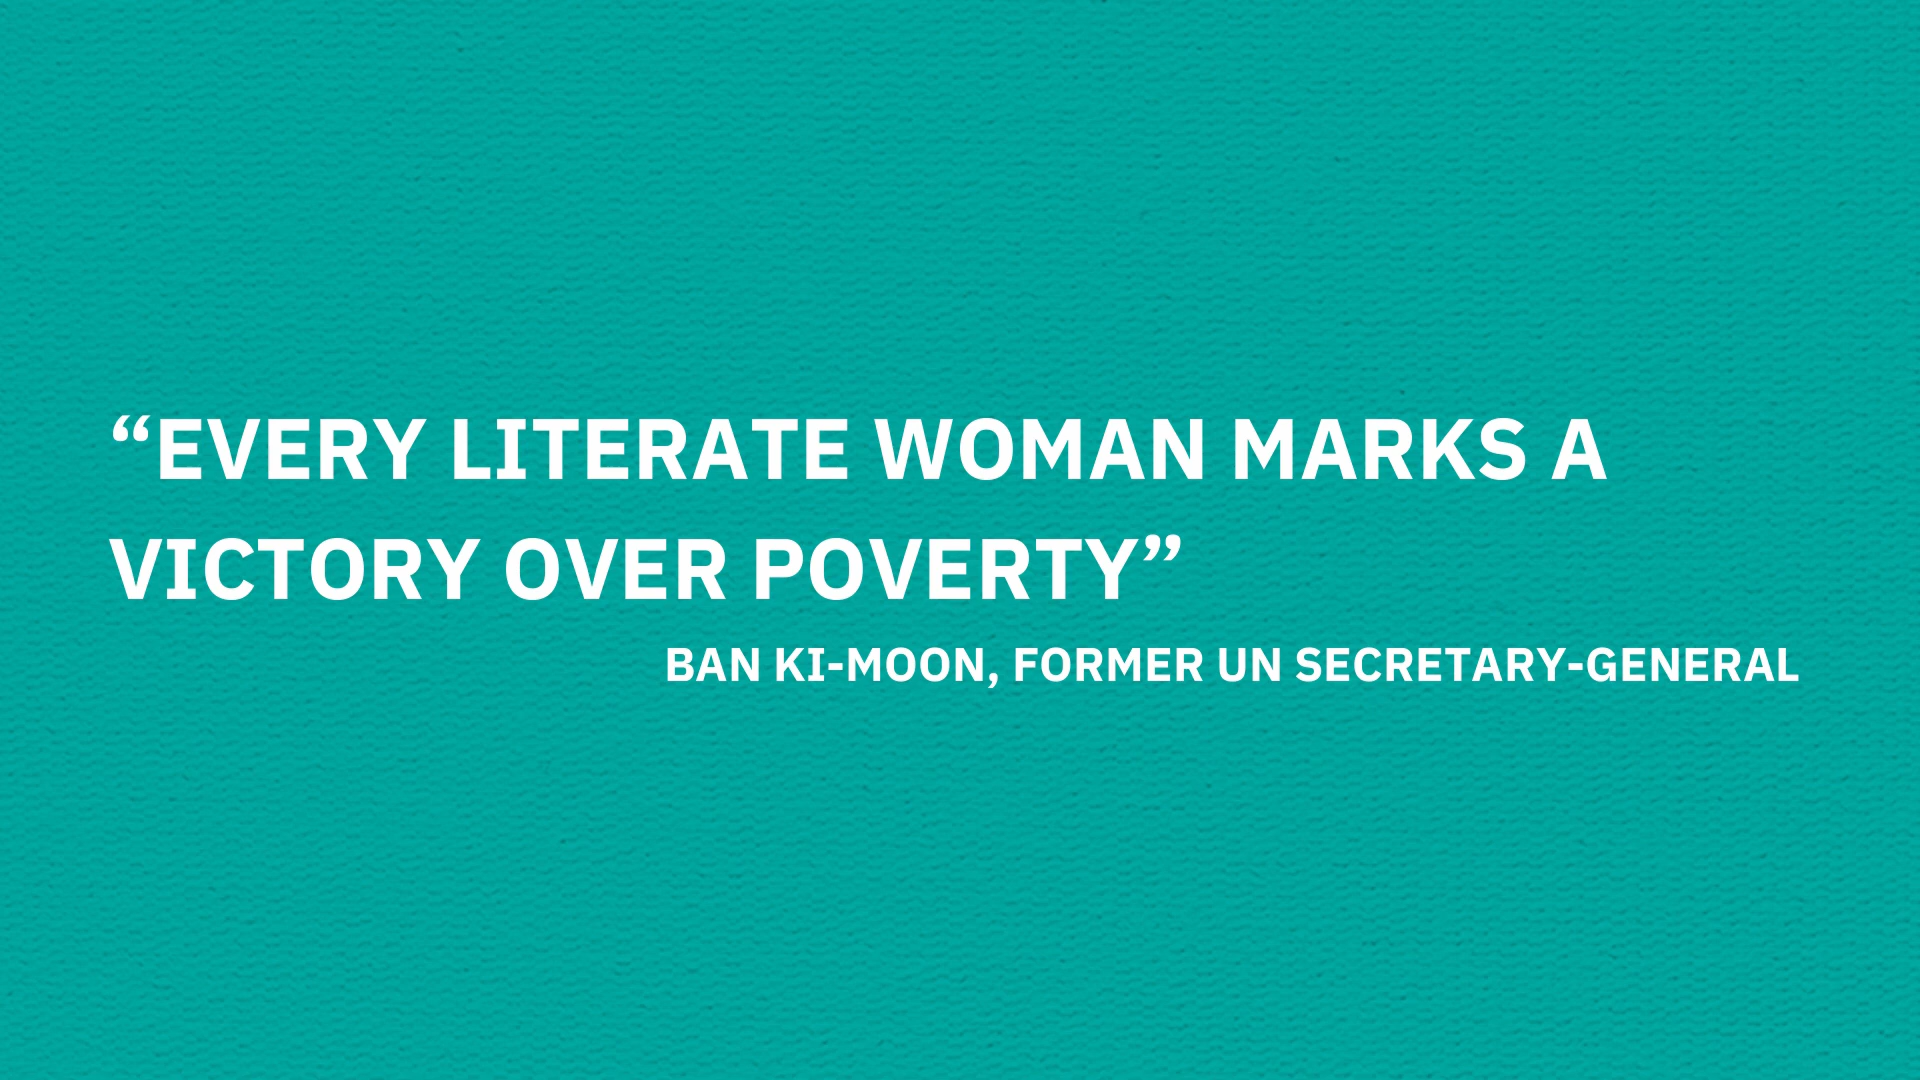 “EVERY LITERATE WOMAN MARKS A
VICTORY OVER POVERTY”
BAN KI-MOON, FORMER UN SECRETARY-GENERAL